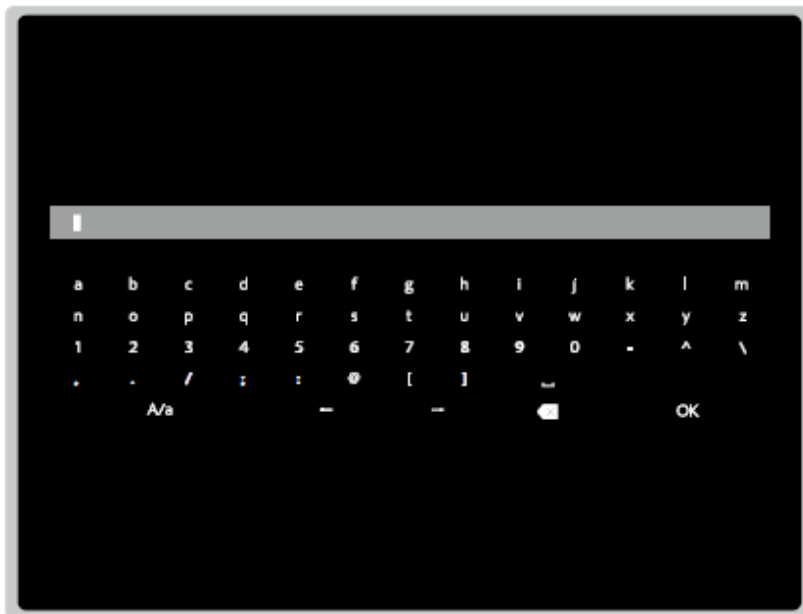 a b c d e f g h i j k l m
n o p q r s t u v w x y z
1 2 3 4 5 6 7 8 9 0 - ^ \
, . / ; : @ [ ] ␣
A/a ← → ⌫ OK